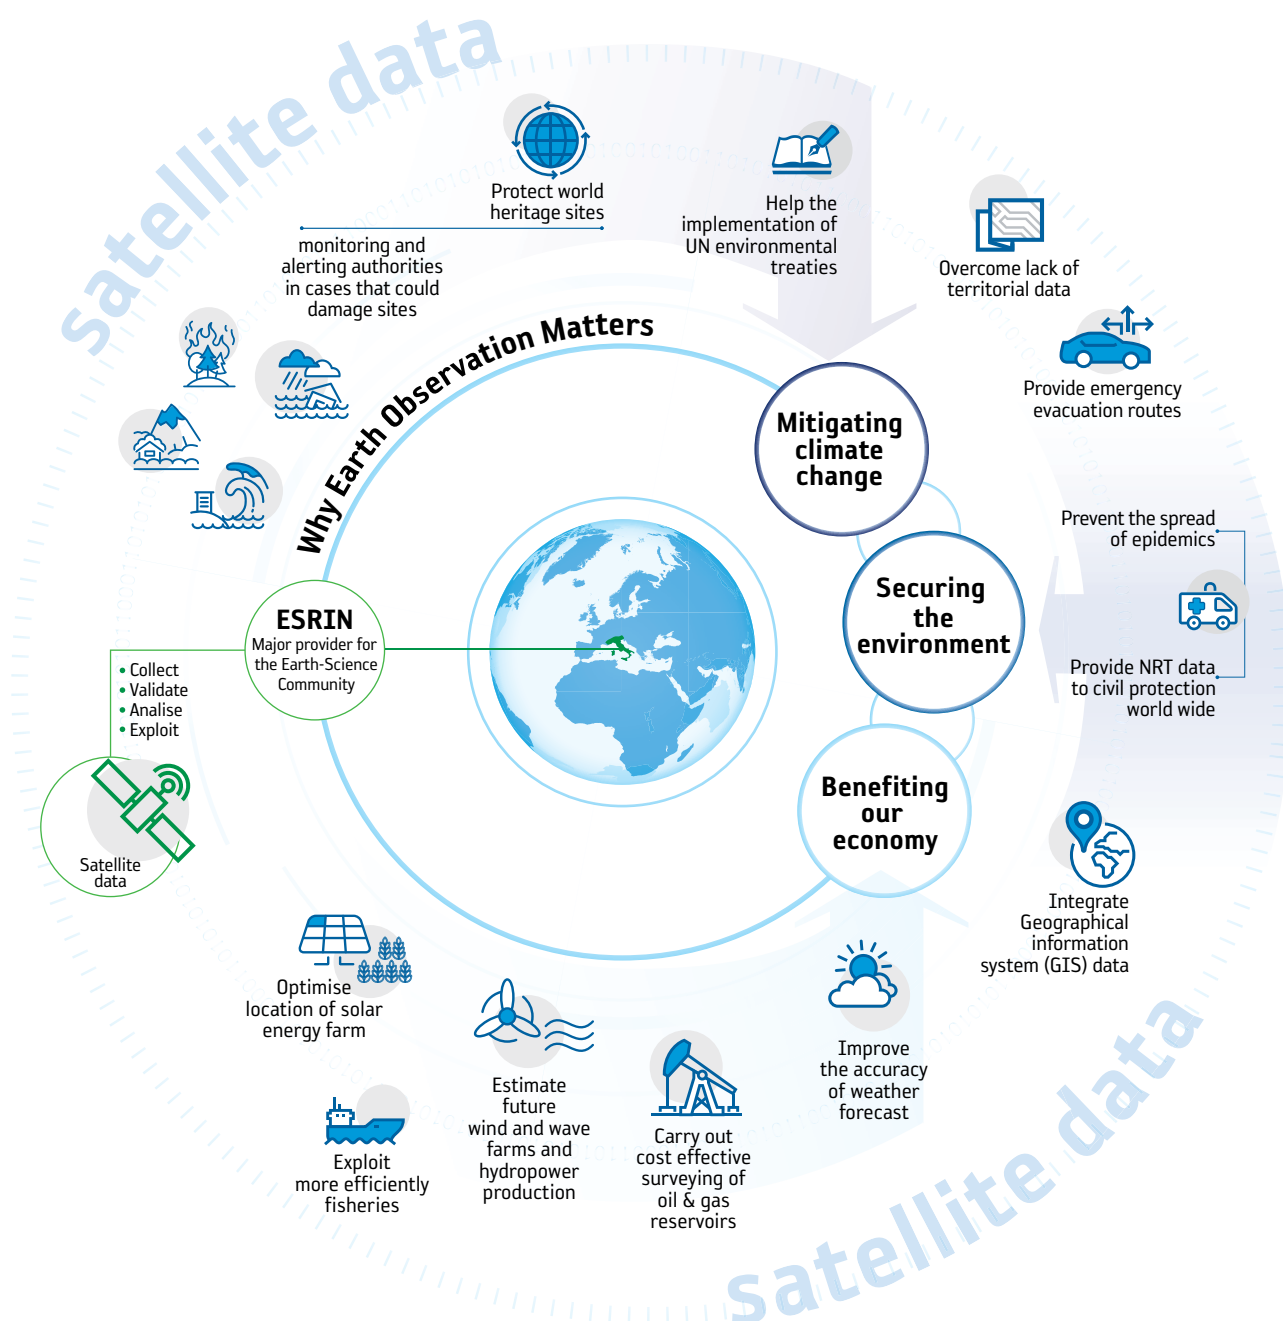 satellite data
Protect world
heritage sites
monitoring and
alerting authorities
in cases that could
damage sites
Help the
implementation of
UN environmental
treaties
Overcome lack of
territorial data
Provide emergency
evacuation routes
Why Earth Observation Matters
Mitigating
climate
change
Prevent the spread
of epidemics
Securing
the
environment
Provide NRT data
to civil protection
world wide
ESRIN
Major provider for
the Earth-Science
Community
• Collect
• Validate
• Analise
• Exploit
Satellite
data
Benefiting
our
economy
Integrate
Geographical
information
system (GIS) data
Optimise
location of solar
energy farm
Estimate
future
wind and wave
farms and
hydropower
production
Improve
the accuracy
of weather
forecast
Exploit
more efficiently
fisheries
Carry out
cost effective
surveying of
oil & gas
reservoirs
satellite data